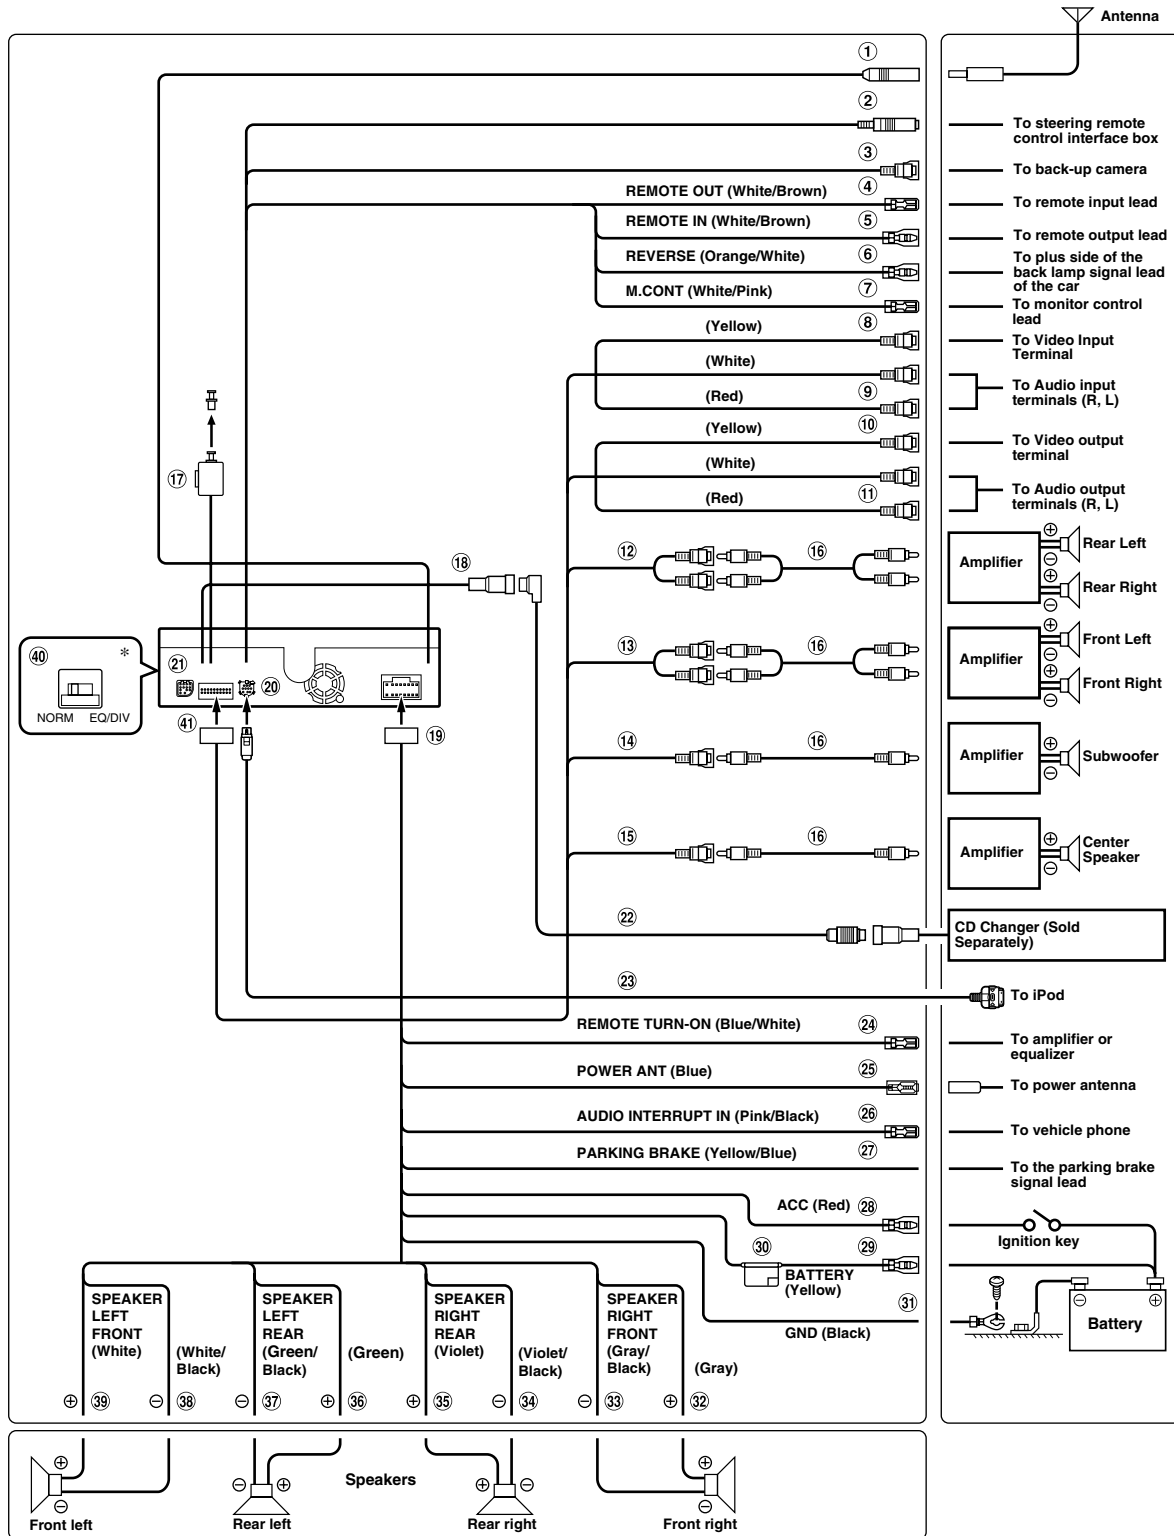 Antenna
①
②
To steering remote
control interface box
③
To back-up camera
④
REMOTE OUT (White/Brown)
To remote input lead
⑤
REMOTE IN (White/Brown)
To remote output lead
⑥
REVERSE (Orange/White)
To plus side of the
back lamp signal lead
of the car
⑦
M.CONT (White/Pink)
To monitor control
lead
(Yellow)
⑧
To Video Input
Terminal
(White)
(Red)
⑨
To Audio input
terminals (R, L)
(Yellow)
⑩
To Video output
terminal
(White)
(Red)
⑪
To Audio output
terminals (R, L)
⑰
⑱
⑫
⑯
Amplifier
⊕
⊖
Rear Left
⊕
⊖
Rear Right
⑬
⑯
Amplifier
⊕
⊖
Front Left
⊕
⊖
Front Right
㊵
*
NORM EQ/DIV
㉑
⑳
㊶
⑲
⑭
⑯
Amplifier
⊕
⊖
Subwoofer
⑮
⑯
Amplifier
⊕
⊖
Center
Speaker
㉒
CD Changer (Sold
Separately)
㉓
To iPod
REMOTE TURN-ON (Blue/White)
㉔
To amplifier or
equalizer
POWER ANT (Blue)
㉕
To power antenna
AUDIO INTERRUPT IN (Pink/Black)
㉖
To vehicle phone
PARKING BRAKE (Yellow/Blue)
㉗
To the parking brake
signal lead
ACC (Red)
㉘
Ignition key
㉚
㉙
BATTERY
(Yellow)
㉛
GND (Black)
⊖
⊕
Battery
SPEAKER
LEFT
FRONT
(White)
(White/
Black)
SPEAKER
LEFT
REAR
(Green/
Black)
(Green)
SPEAKER
RIGHT
REAR
(Violet)
(Violet/
Black)
SPEAKER
RIGHT
FRONT
(Gray/
Black)
(Gray)
⊕ ㊴ ⊖ ㊳ ⊖ ㊲ ⊕ ㊱ ⊕ ㉟ ⊖ ㉞ ⊖ ㉝ ⊕ ㉜
Speakers
⊕
⊖
Front left
⊖ ⊕
Rear left
⊕ ⊖
Rear right
⊕
⊖
Front right